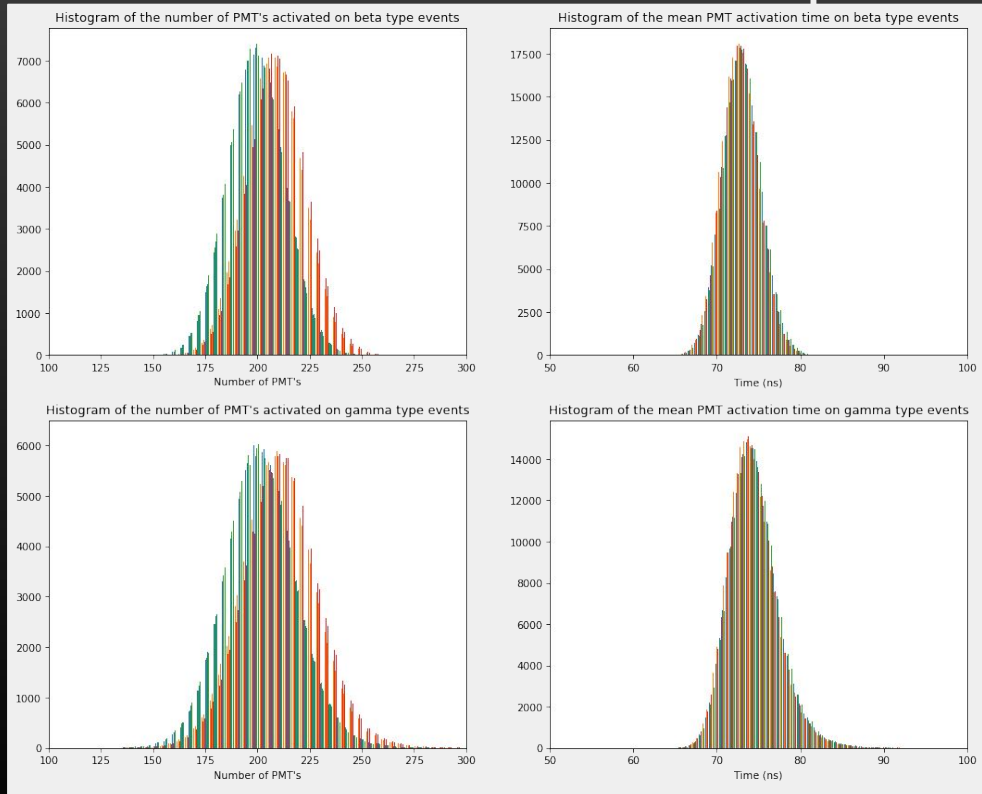 Histogram of the number of PMT's activated on beta type events
7000
6000
5000
4000
3000
2000
1000
0
100 125 150 175 200 225 250 275 300
Number of PMT's
Histogram of the mean PMT activation time on beta type events
17500
15000
12500
10000
7500
5000
2500
0
50 60 70 80 90 100
Time (ns)
Histogram of the number of PMT's activated on gamma type events
6000
5000
4000
3000
2000
1000
0
100 125 150 175 200 225 250 275 300
Number of PMT's
Histogram of the mean PMT activation time on gamma type events
14000
12000
10000
8000
6000
4000
2000
0
50 60 70 80 90 100
Time (ns)